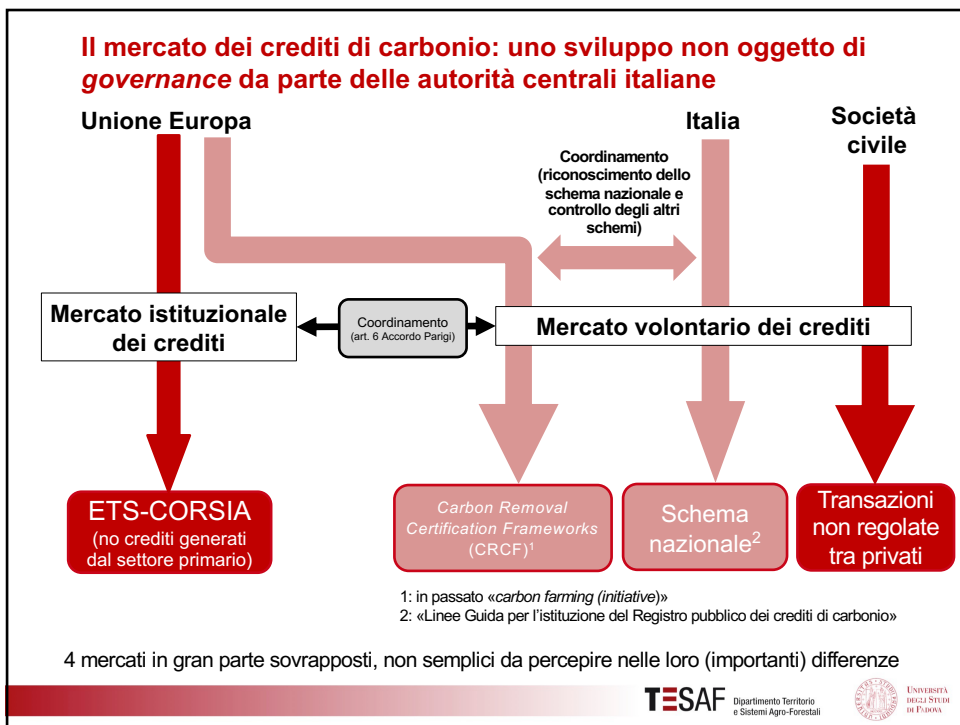 Il mercato dei crediti di carbonio: uno sviluppo non oggetto di
governance da parte delle autorità centrali italiane
Unione Europa
Italia
Società
civile
Coordinamento
(riconoscimento dello
schema nazionale e
controllo degli altri
schemi)
Mercato istituzionale
dei crediti
Coordinamento
(art. 6 Accordo Parigi)
Mercato volontario dei crediti
ETS-CORSIA
(no crediti generati
dal settore primario)
Carbon Removal
Certification Frameworks
(CRCF)¹
Schema
nazionale²
Transazioni
non regolate
tra privati
1: in passato «carbon farming (initiative)»
2: «Linee Guida per l’istituzione del Registro pubblico dei crediti di carbonio»
4 mercati in gran parte sovrapposti, non semplici da percepire nelle loro (importanti) differenze
TESAF
Dipartimento Territorio
e Sistemi Agro-Forestali
Università
degli Studi
di Padova